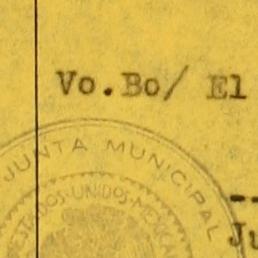 Vo.Bo/ El
JUNTA MUNICIPAL
ESTADOS·UNIDOS·MEXICANOS
Ju